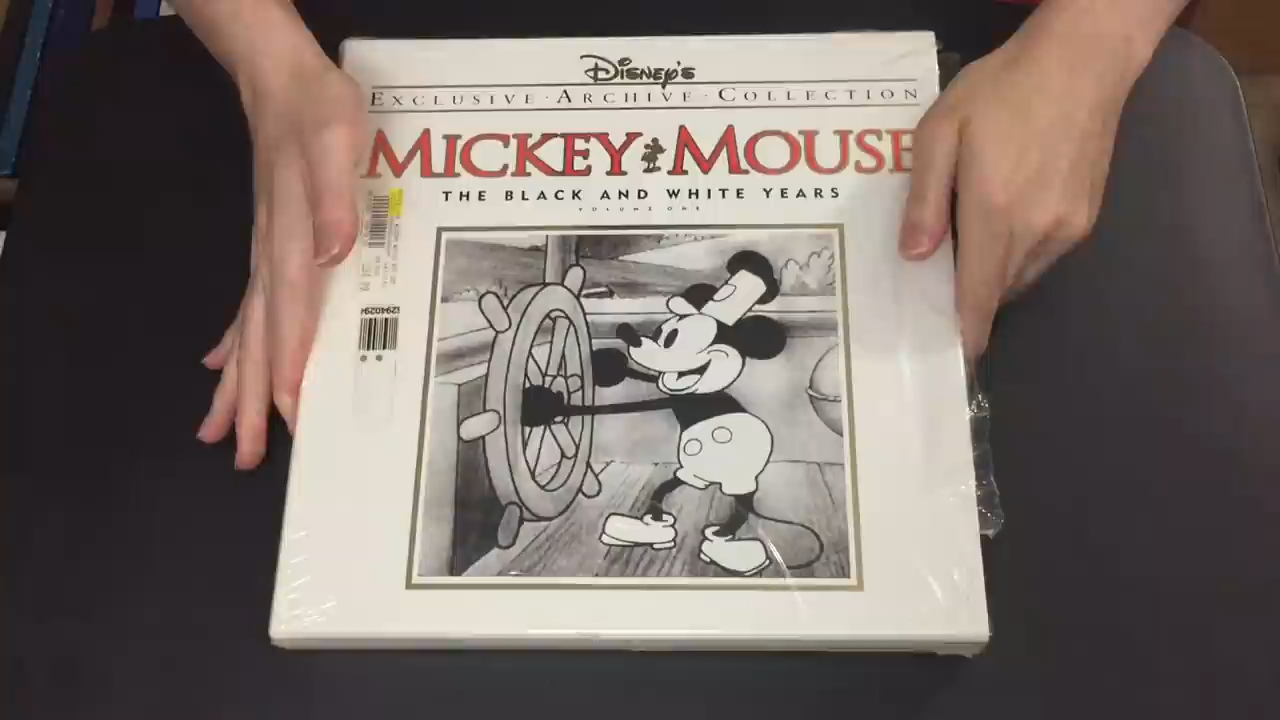 DISNEY'S
EXCLUSIVE · ARCHIVE · COLLECTION
MICKEY MOUSE
THE BLACK AND WHITE YEARS
VOLUME ONE